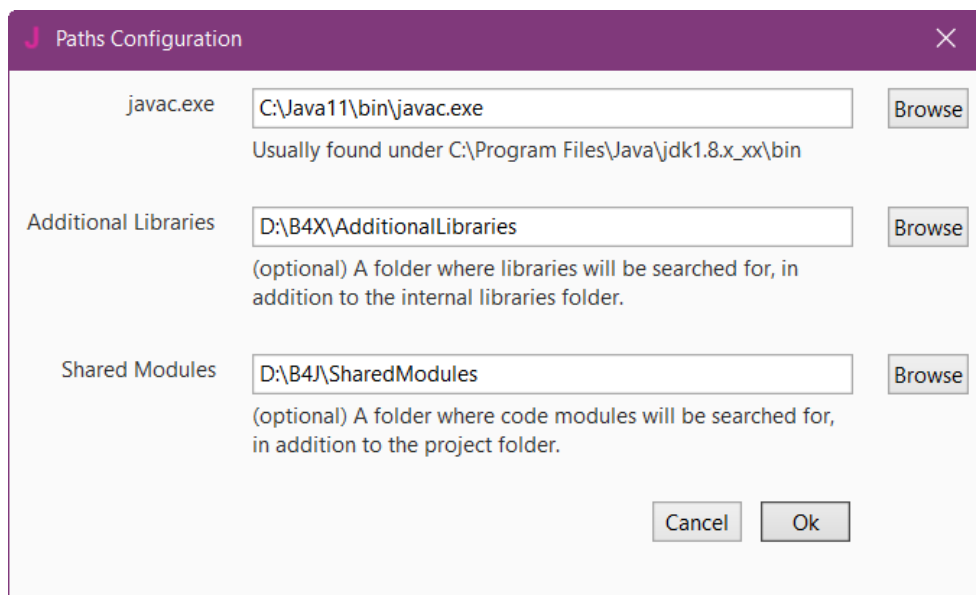 J Paths Configuration
javac.exe C:\Java11\bin\javac.exe Browse
Usually found under C:\Program Files\Java\jdk1.8.x_xx\bin
Additional Libraries D:\B4X\AdditionalLibraries Browse
(optional) A folder where libraries will be searched for, in
addition to the internal libraries folder.
Shared Modules D:\B4J\SharedModules Browse
(optional) A folder where code modules will be searched for,
in addition to the project folder.
Cancel Ok